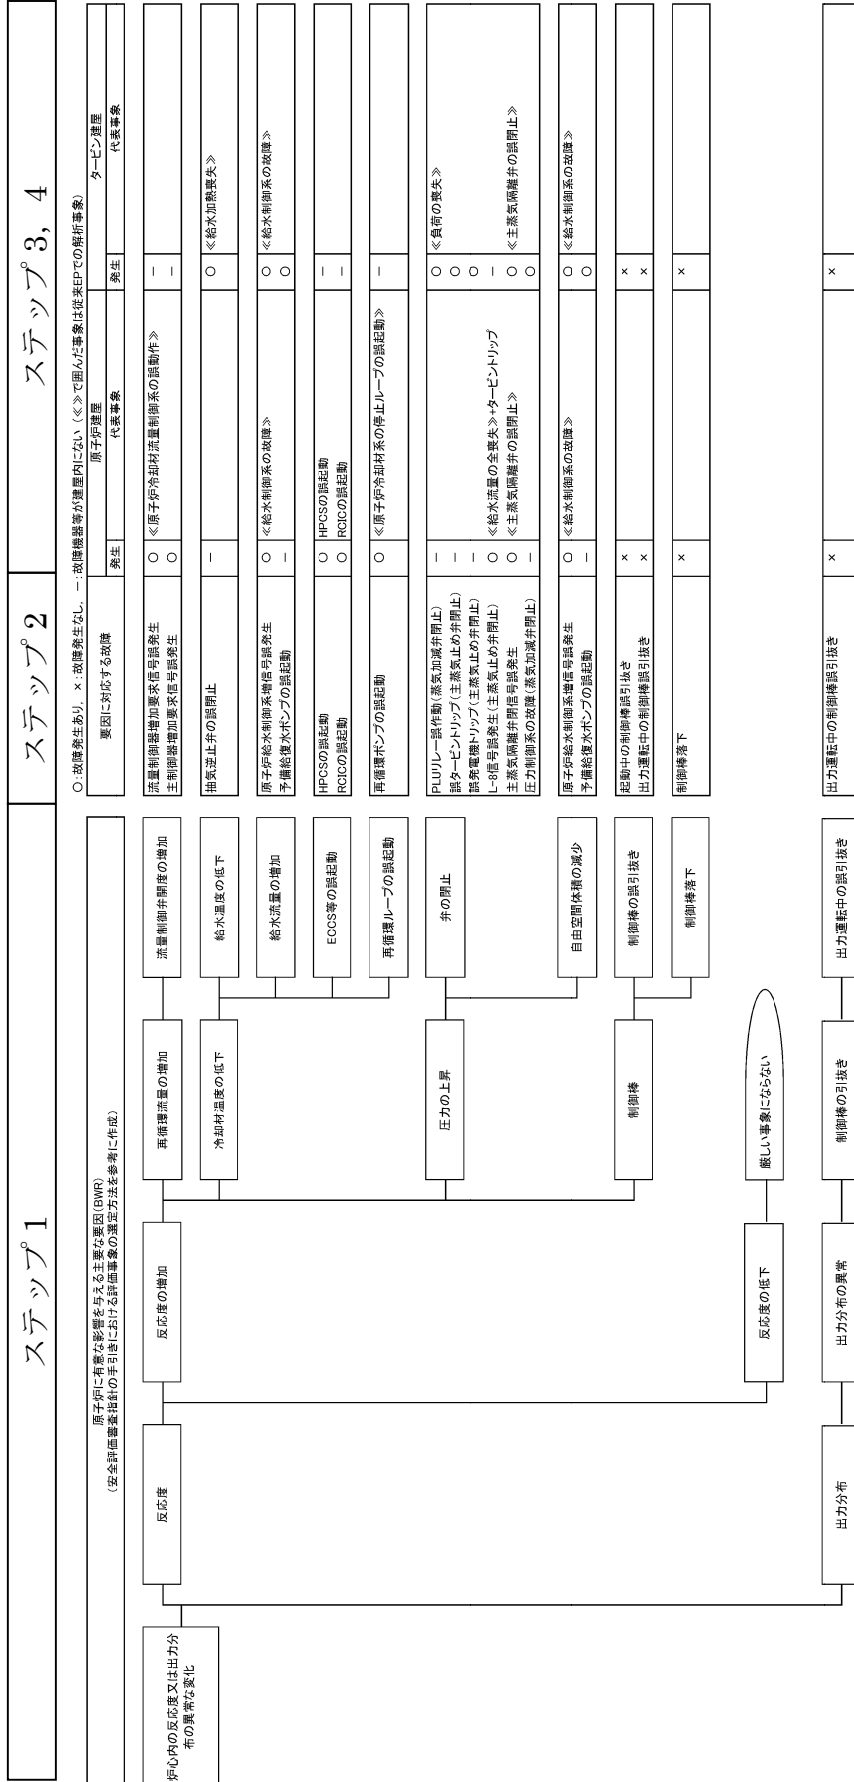 ステップ1
ステップ2
ステップ3, 4
○:故障発生あり, ×:故障発生なし, －:故障機器等が建屋内にない (≪≫で囲んだ事象は従来EPでの解析事象)
原子炉に有意な影響を与える主要な要因(BWR)
(安全評価審査指針の手引きにおける評価事象の選定方法を参考に作成)
要因に対応する故障
原子炉建屋
タービン建屋
発生
代表事象
発生
代表事象
炉心内の反応度又は出力分
布の異常な変化
反応度
反応度の増加
再循環流量の増加
流量制御弁開度の増加
流量制御器増加要求信号誤発生
○
≪原子炉冷却材流量制御系の誤動作≫
－
主制御器増加要求信号誤発生
○
－
冷却材温度の低下
給水温度の低下
抽気逆止弁の誤閉止
－
○
≪給水加熱喪失≫
給水流量の増加
原子炉給水制御系増信号誤発生
○
≪給水制御系の故障≫
○
≪給水制御系の故障≫
予備給復水ポンプの誤起動
－
○
ECCS等の誤起動
HPCSの誤起動
○
HPCSの誤起動
－
RCICの誤起動
○
RCICの誤起動
－
再循環ループの誤起動
再循環ポンプの誤起動
○
≪原子炉冷却材系の停止ループの誤起動≫
－
圧力の上昇
弁の閉止
PLUリレー誤作動(蒸気加減弁閉止)
－
○
≪負荷の喪失≫
誤タービントリップ(主蒸気止め弁閉止)
－
○
誤発電機トリップ(主蒸気止め弁閉止)
－
○
L-8信号誤発生(主蒸気止め弁閉止)
○
≪給水流量の全喪失≫+タービントリップ
－
主蒸気隔離弁閉信号誤発生
○
≪主蒸気隔離弁の誤閉止≫
○
≪主蒸気隔離弁の誤閉止≫
圧力制御系の故障(蒸気加減弁閉止)
－
○
自由空間体積の減少
原子炉給水制御系増信号誤発生
○
≪給水制御系の故障≫
○
≪給水制御系の故障≫
予備給復水ポンプの誤起動
－
○
制御棒
制御棒の誤引抜き
起動中の制御棒誤引抜き
×
×
出力運転中の制御棒誤引抜き
×
×
制御棒落下
制御棒落下
×
×
反応度の低下
厳しい事象にならない
出力分布
出力分布の異常
制御棒の引抜き
出力運転中の誤引抜き
出力運転中の制御棒誤引抜き
×
×